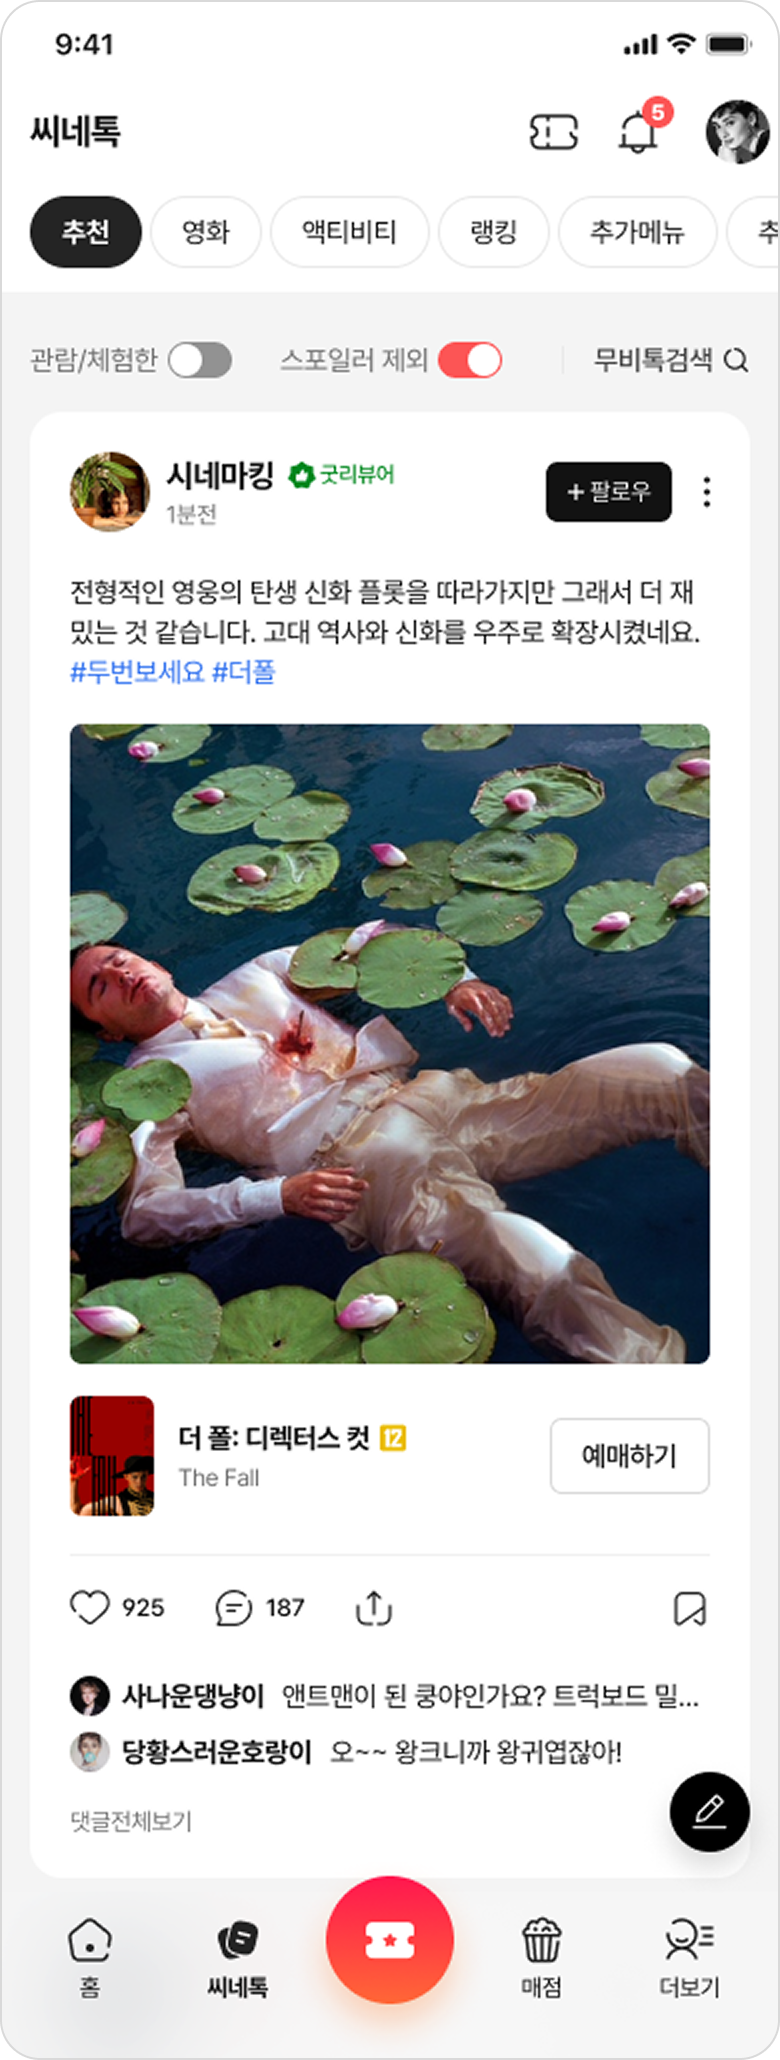 9:41
씨네톡
5
추천 영화 액티비티 랭킹 추가메뉴 추
관람/체험한 스포일러 제외 무비톡검색
시네마킹 굿리뷰어
1분전
+ 팔로우
전형적인 영웅의 탄생 신화 플롯을 따라가지만 그래서 더 재
밌는 것 같습니다. 고대 역사와 신화를 우주로 확장시켰네요.
#두번보세요 #더폴
더 폴: 디렉터스 컷 12
The Fall
예매하기
925 187
사나운댕냥이 앤트맨이 된 쿵야인가요? 트럭보드 밀...
당황스러운호랑이 오~~ 왕크니까 왕귀엽잖아!
댓글전체보기
홈 씨네톡 매점 더보기